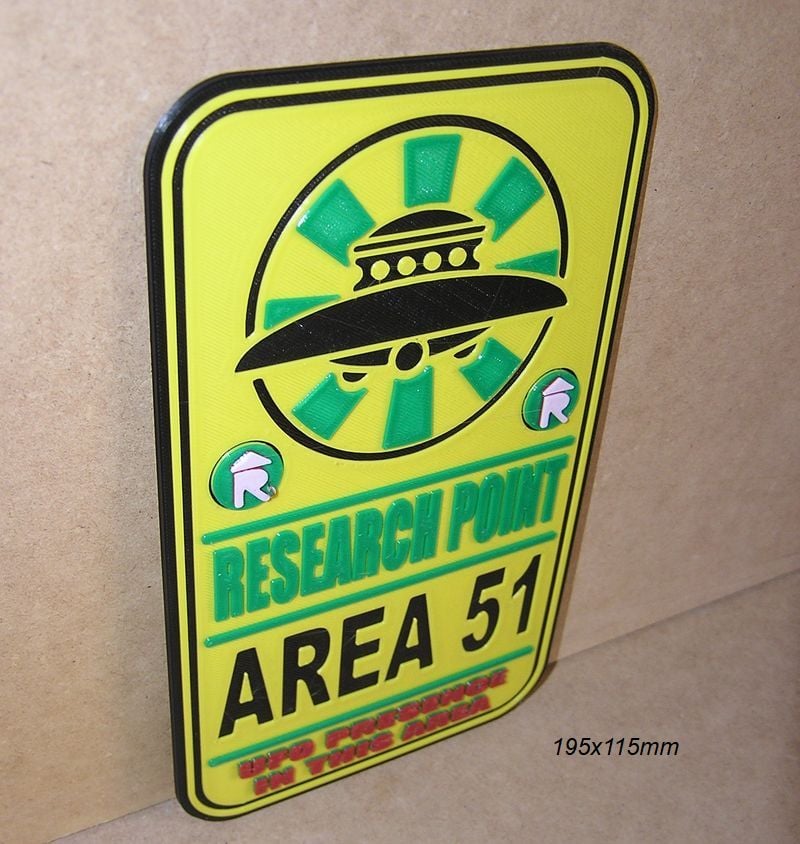 R
R
RESEARCH POINT
AREA 51
UFO PRESENCE
IN THIS AREA
195x115mm